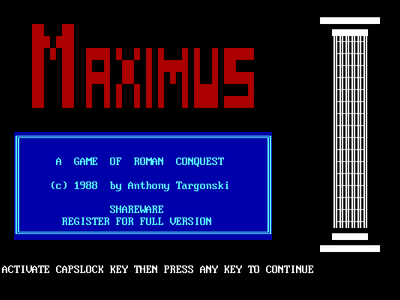 MAXIMUS
A GAME OF ROMAN CONQUEST
(c) 1988 by Anthony Targonski
SHAREWARE
REGISTER FOR FULL VERSION
ACTIVATE CAPSLOCK KEY THEN PRESS ANY KEY TO CONTINUE